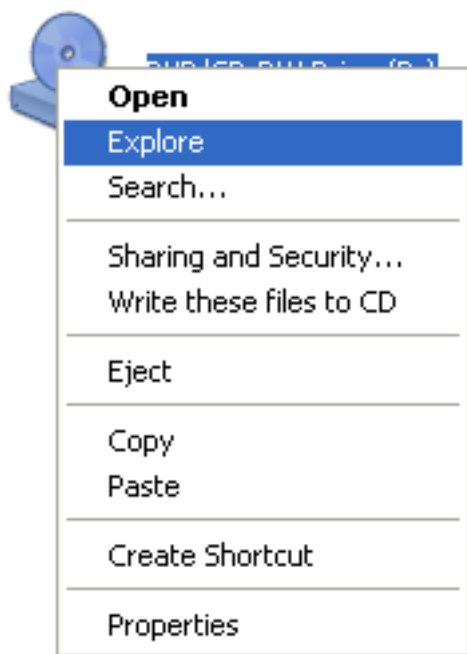 Open
Explore
Search...
Sharing and Security...
Write these files to CD
Eject
Copy
Paste
Create Shortcut
Properties